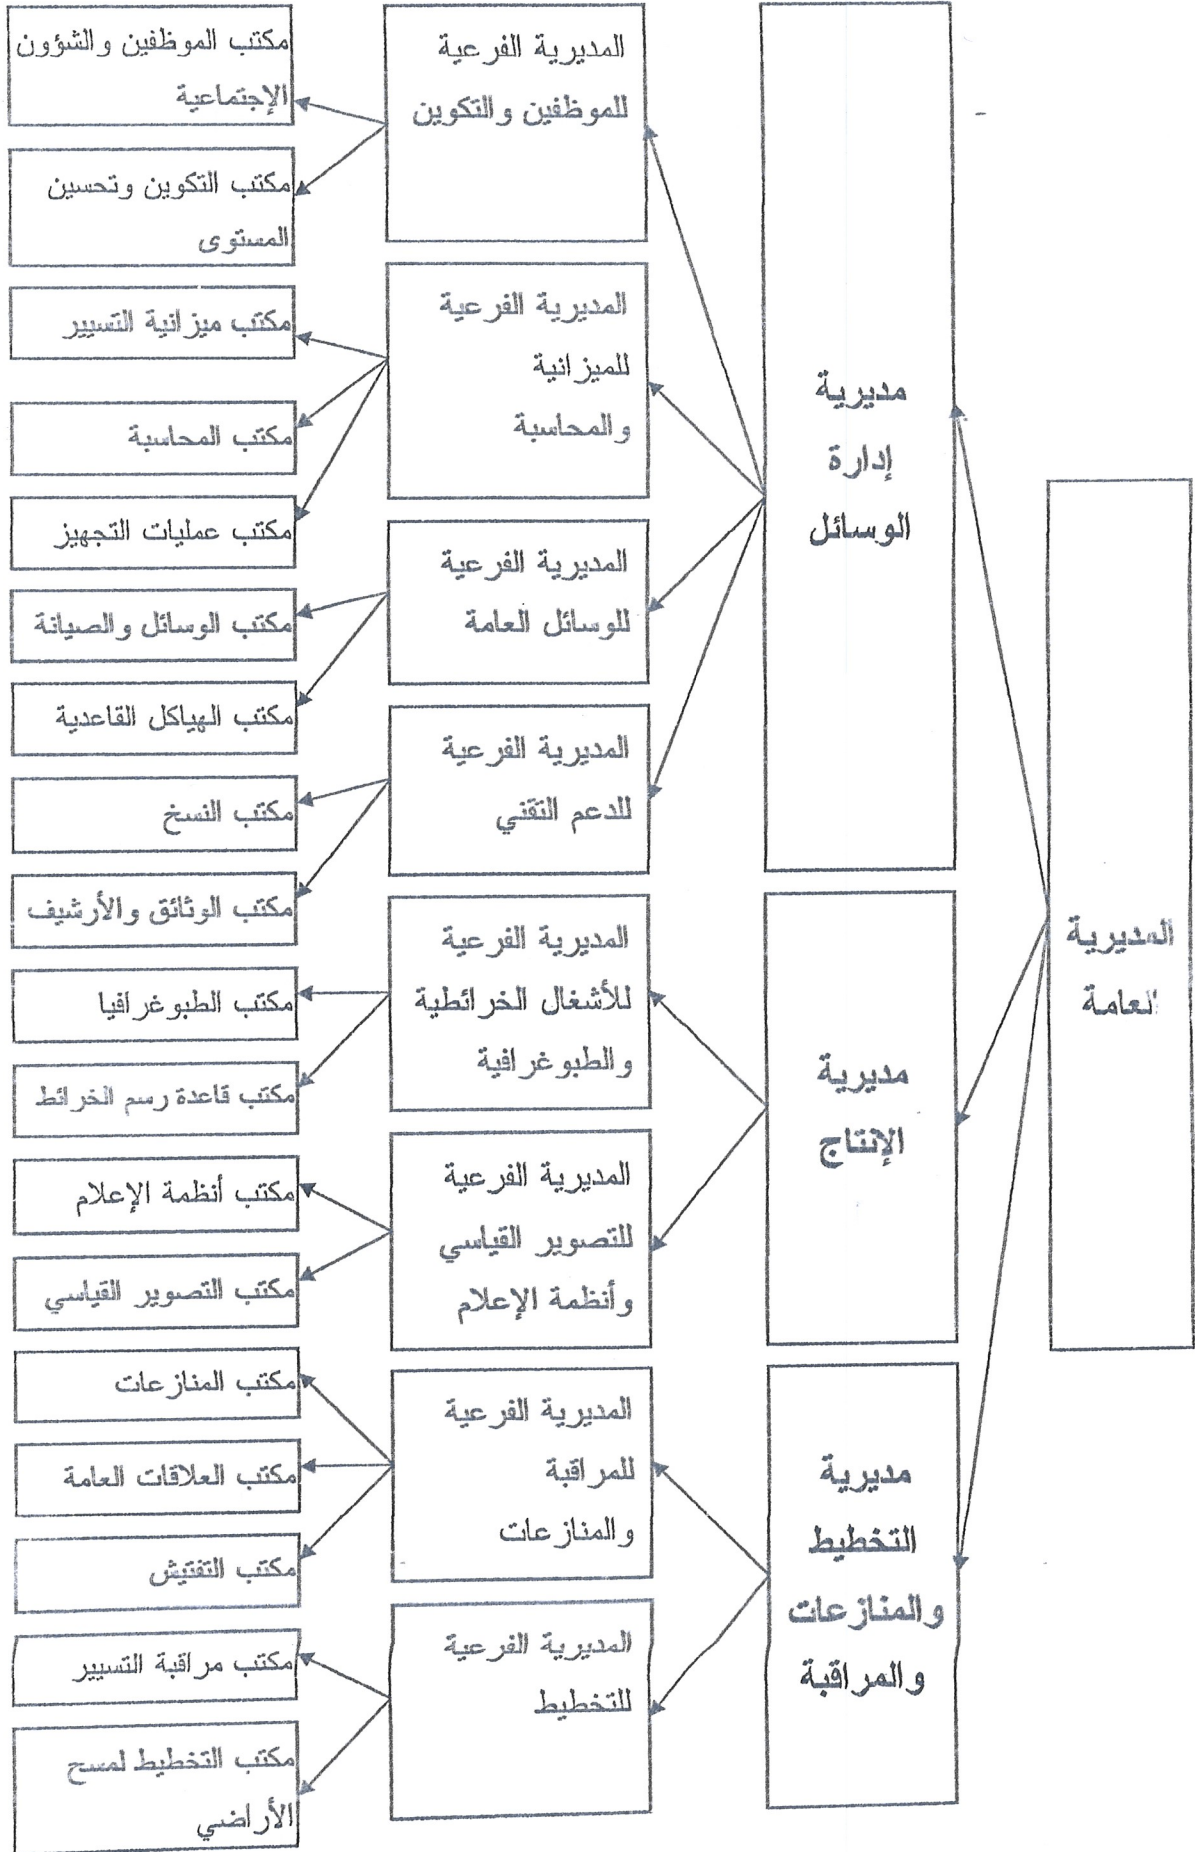 المديرية
العامة
مديرية
إدارة
الوسائل
المديرية الفرعية
للموظفين والتكوين
مكتب الموظفين والشؤون
الإجتماعية
مكتب التكوين وتحسين
المستوى
المديرية الفرعية
للميزانية
والمحاسبة
مكتب ميزانية التسيير
مكتب المحاسبة
مكتب عمليات التجهيز
المديرية الفرعية
للوسائل العامة
مكتب الوسائل والصيانة
مكتب الهياكل القاعدية
المديرية الفرعية
للدعم التقني
مكتب النسخ
مكتب الوثائق والأرشيف
مديرية
الإنتاج
المديرية الفرعية
للأشغال الخرائطية
والطبوغرافية
مكتب الطبوغرافيا
مكتب قاعدة رسم الخرائط
المديرية الفرعية
للتصوير القياسي
وأنظمة الإعلام
مكتب أنظمة الإعلام
مكتب التصوير القياسي
مديرية
التخطيط
والمنازعات
والمراقبة
المديرية الفرعية
للمراقبة
والمنازعات
مكتب المنازعات
مكتب العلاقات العامة
مكتب التفتيش
المديرية الفرعية
للتخطيط
مكتب مراقبة التسيير
مكتب التخطيط لمسح
الأراضي